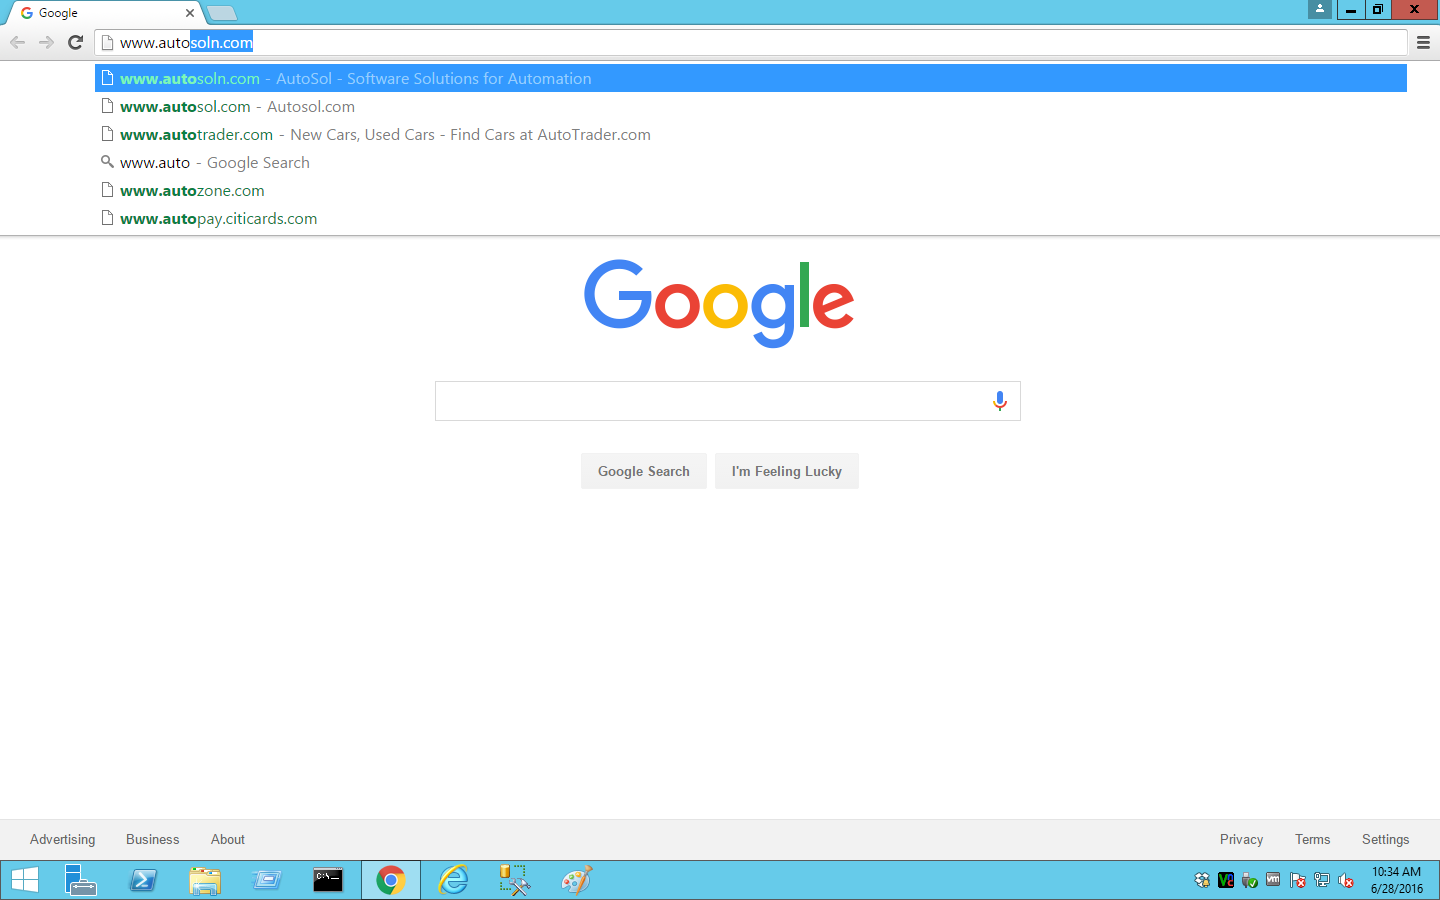 Google
www.autosoln.com
www.autosoln.com - AutoSol - Software Solutions for Automation
www.autosol.com - Autosol.com
www.autotrader.com - New Cars, Used Cars - Find Cars at AutoTrader.com
www.auto - Google Search
www.autozone.com
www.autopay.citicards.com
Google
Google Search I'm Feeling Lucky
Advertising Business About Privacy Terms Settings
C:\ vm 10:34 AM
6/28/2016